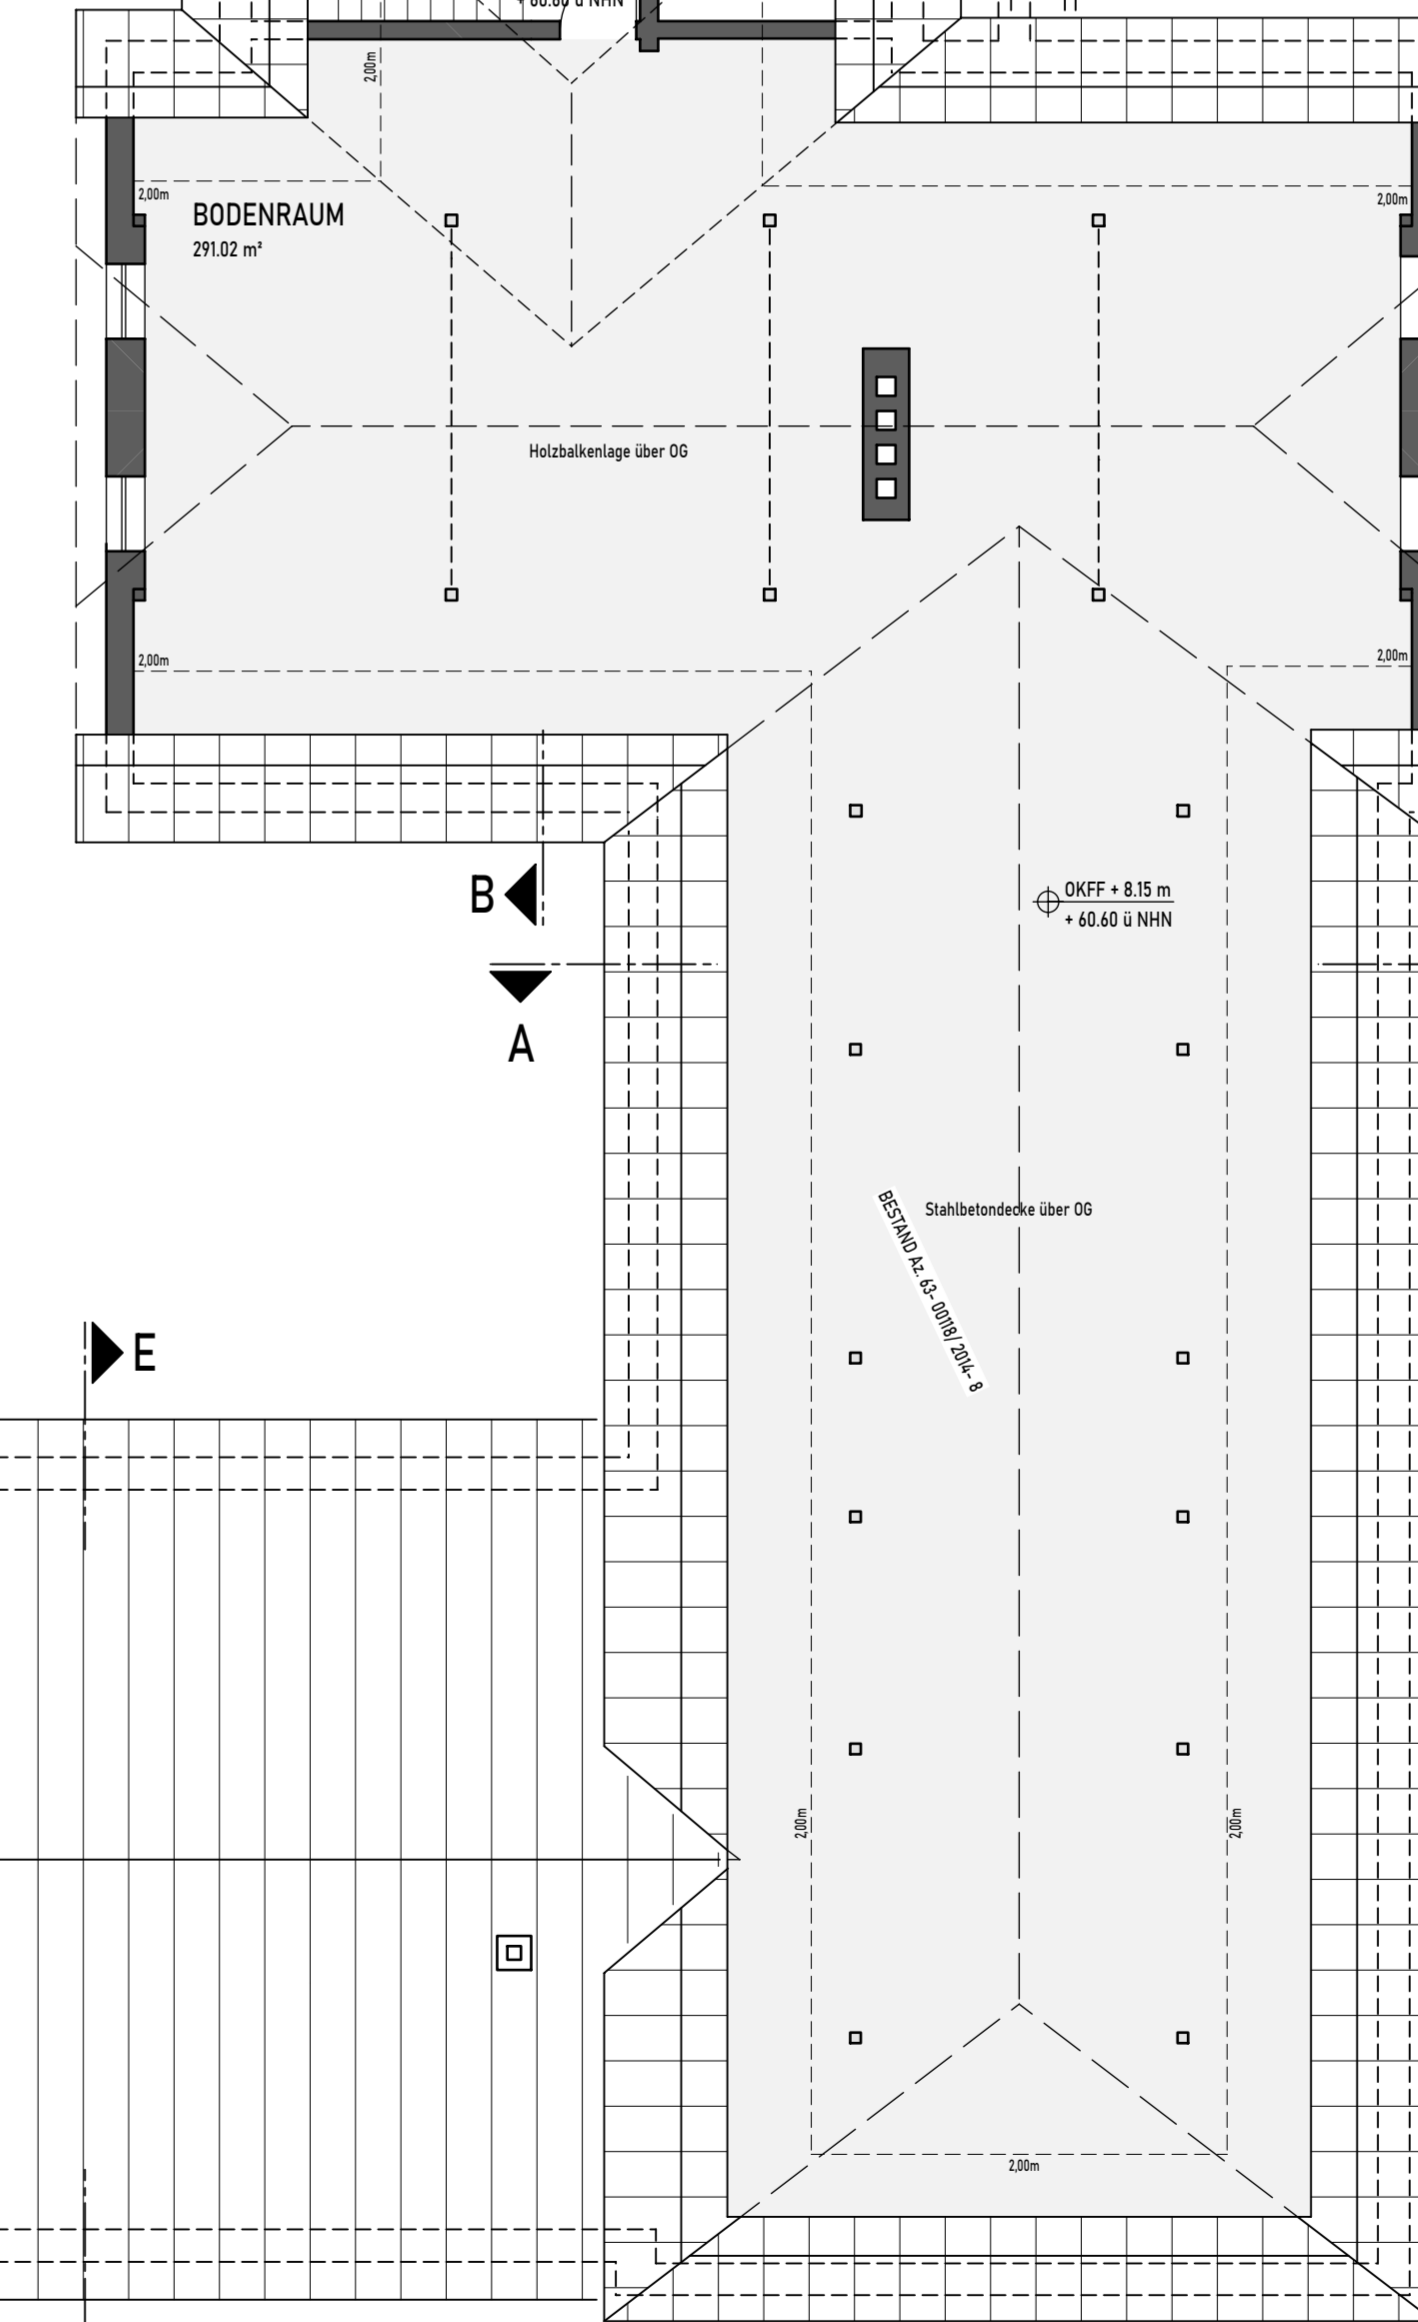 + 60.60 ü NHN
2,00m
2,00m
BODENRAUM
291.02 m²
2,00m
Holzbalkenlage über OG
2,00m
2,00m
B
OKFF + 8.15 m
+ 60.60 ü NHN
A
BESTAND Az. 63- 00118/ 2014- 8
Stahlbetondecke über OG
E
2,00m
2,00m
2,00m